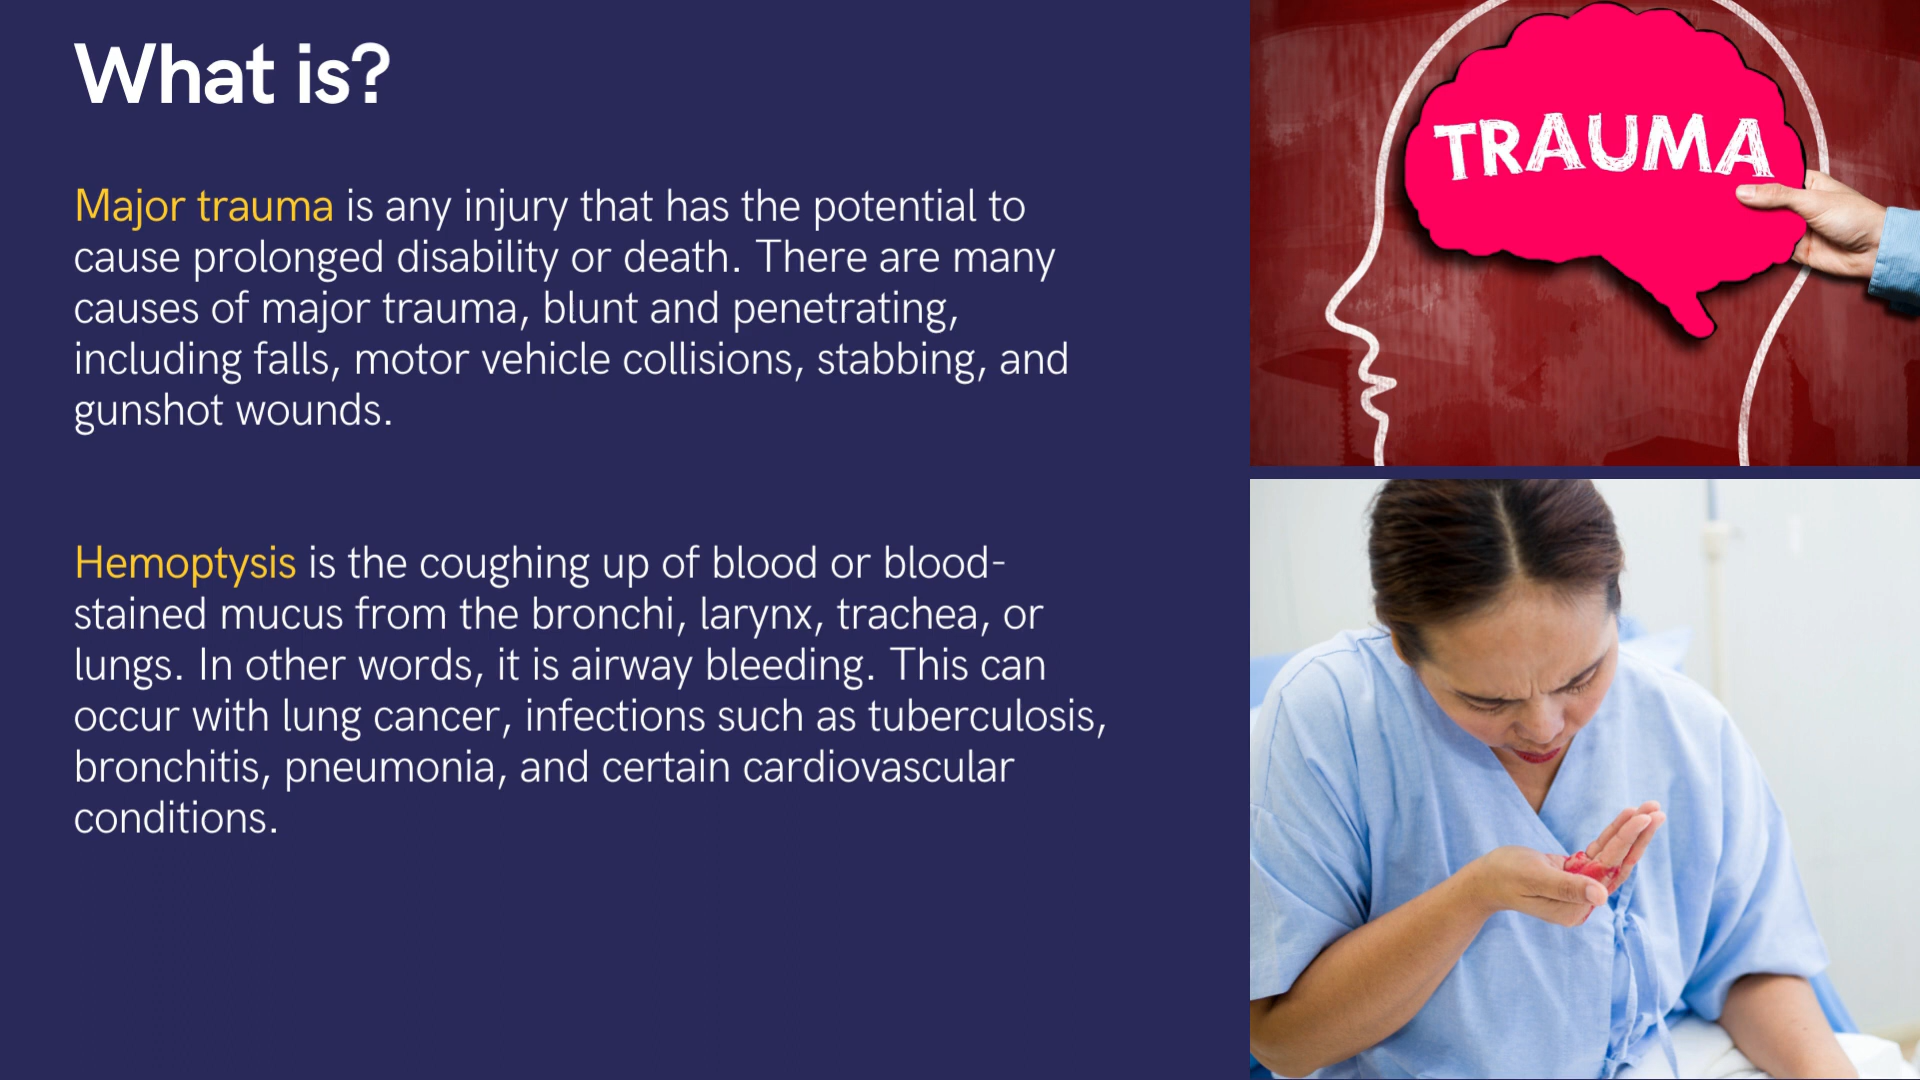 What is?
Major trauma is any injury that has the potential to
cause prolonged disability or death. There are many
causes of major trauma, blunt and penetrating,
including falls, motor vehicle collisions, stabbing, and
gunshot wounds.
Hemoptysis is the coughing up of blood or blood-
stained mucus from the bronchi, larynx, trachea, or
lungs. In other words, it is airway bleeding. This can
occur with lung cancer, infections such as tuberculosis,
bronchitis, pneumonia, and certain cardiovascular
conditions.
TRAUMA